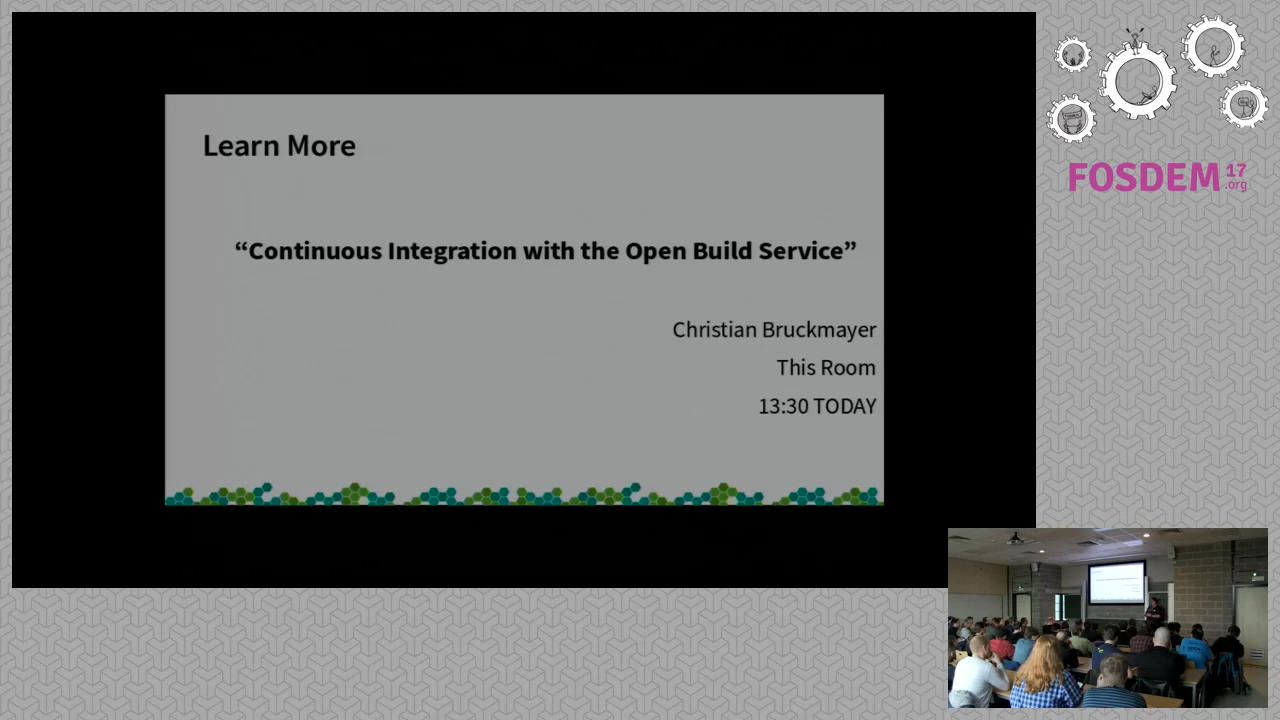 Learn More
“Continuous Integration with the Open Build Service”
Christian Bruckmayer
This Room
13:30 TODAY
FOSDEM 17
.org